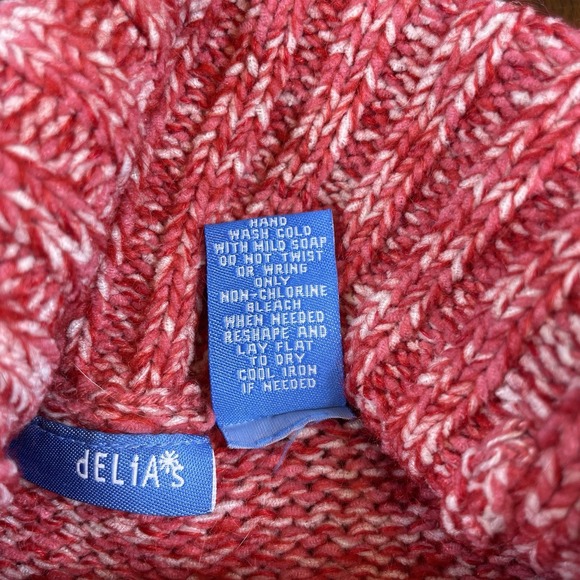 HAND
WASH COLD
WITH MILD SOAP
DO NOT TWIST
OR WRING
ONLY
NON-CHLORINE
BLEACH
WHEN NEEDED
RESHAPE AND
LAY FLAT
TO DRY
COOL IRON
IF NEEDED
dELiA*s